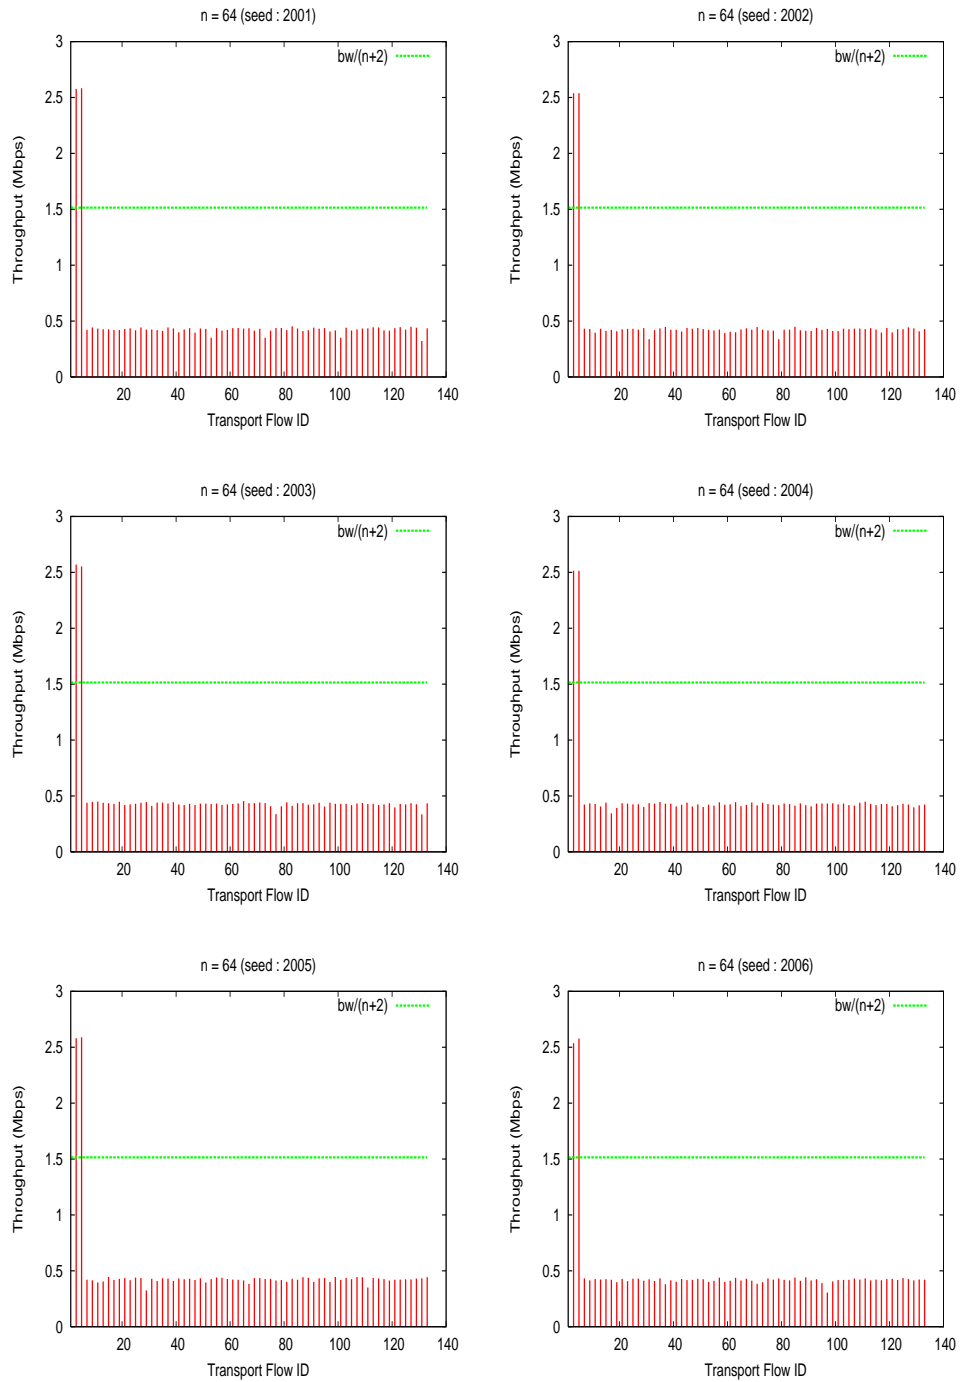 n = 64 (seed : 2001)
3
2.5
2
1.5
1
0.5
0
20 40 60 80 100 120 140
Throughput (Mbps)
Transport Flow ID
bw/(n+2)
n = 64 (seed : 2002)
3
2.5
2
1.5
1
0.5
0
20 40 60 80 100 120 140
Throughput (Mbps)
Transport Flow ID
bw/(n+2)
n = 64 (seed : 2003)
3
2.5
2
1.5
1
0.5
0
20 40 60 80 100 120 140
Throughput (Mbps)
Transport Flow ID
bw/(n+2)
n = 64 (seed : 2004)
3
2.5
2
1.5
1
0.5
0
20 40 60 80 100 120 140
Throughput (Mbps)
Transport Flow ID
bw/(n+2)
n = 64 (seed : 2005)
3
2.5
2
1.5
1
0.5
0
20 40 60 80 100 120 140
Throughput (Mbps)
Transport Flow ID
bw/(n+2)
n = 64 (seed : 2006)
3
2.5
2
1.5
1
0.5
0
20 40 60 80 100 120 140
Throughput (Mbps)
Transport Flow ID
bw/(n+2)